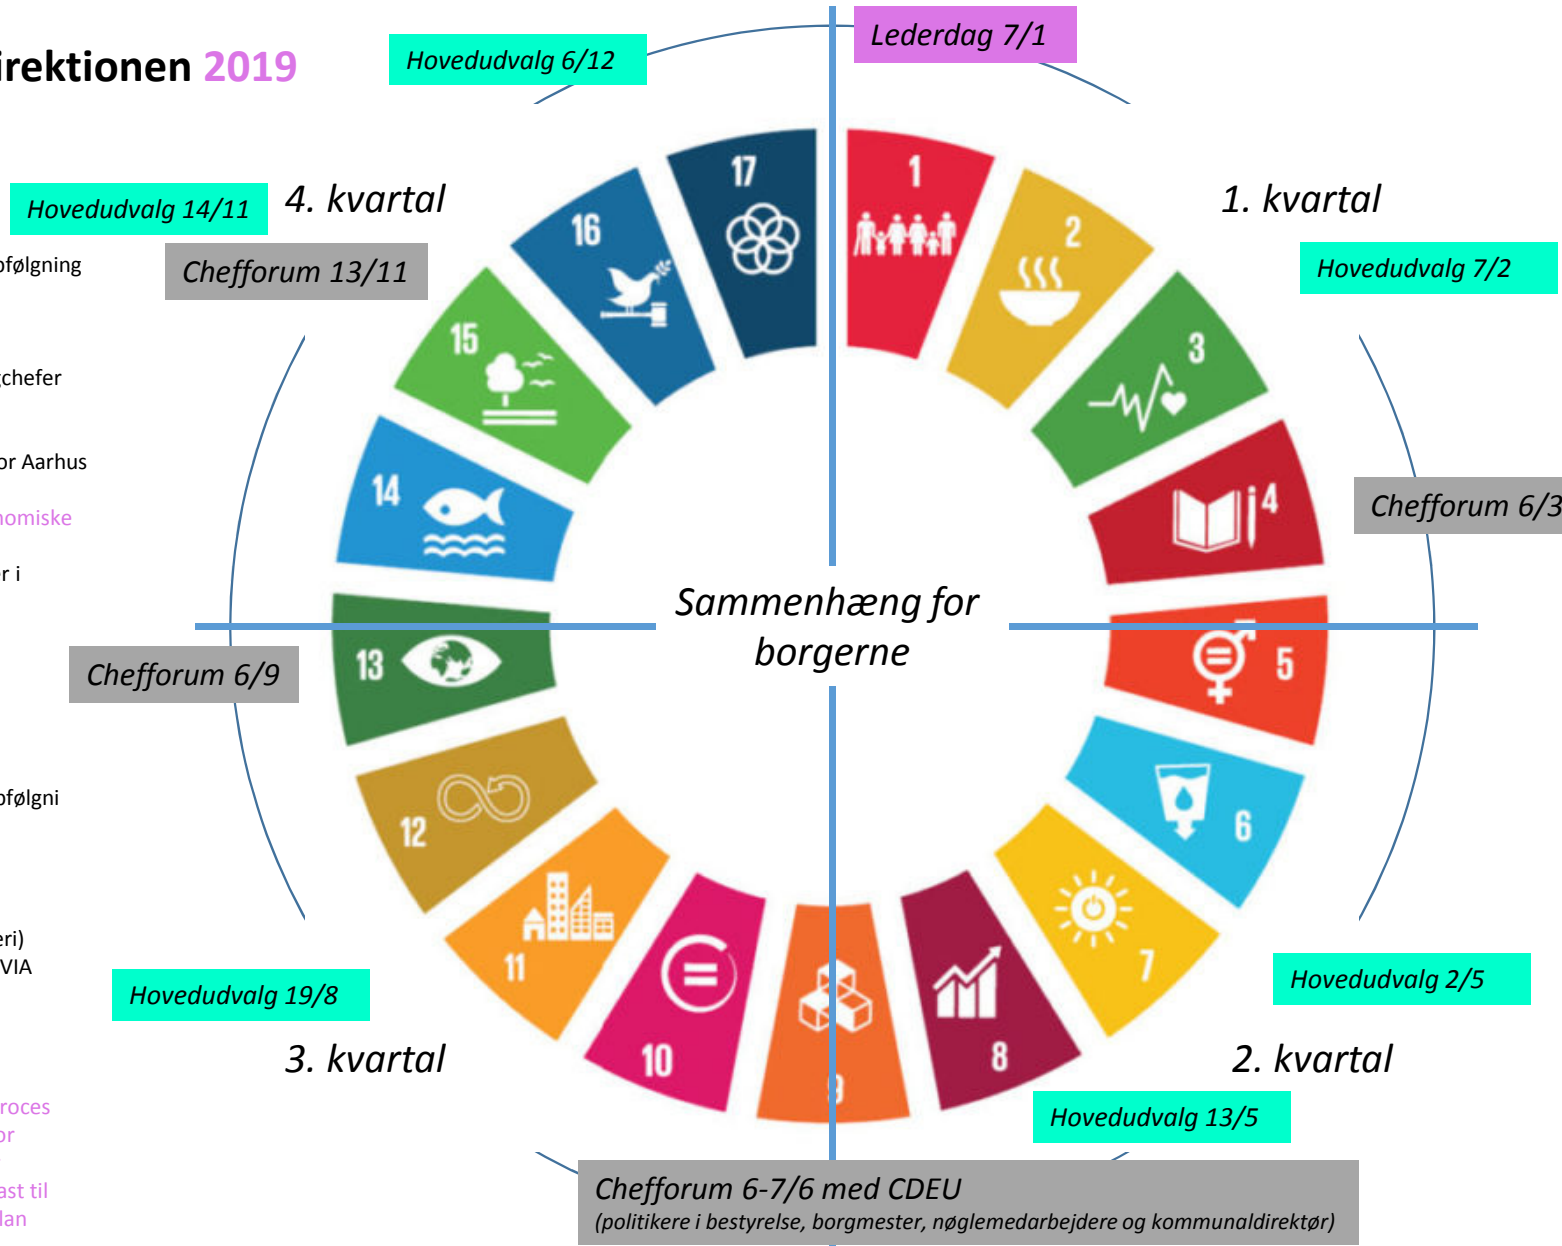 irektionen 2019
Hovedudvalg 6/12
Lederdag 7/1
4. kvartal
Hovedudvalg 14/11
Chefforum 13/11
1. kvartal
Hovedudvalg 7/2
Chefforum 6/3
17
1
16
2
15
3
14
4
13
5
12
6
11
7
10
8
9
Sammenhæng for
borgerne
Chefforum 6/9
Hovedudvalg 19/8
3. kvartal
2. kvartal
Hovedudvalg 2/5
Hovedudvalg 13/5
Chefforum 6-7/6 med CDEU
(politikere i bestyrelse, borgmester, nøglemedarbejdere og kommunaldirektør)
pfølgning
gchefer
or Aarhus
nomiske
er i
pfølgni
eri)
VIA
roces
or
ast til
lan